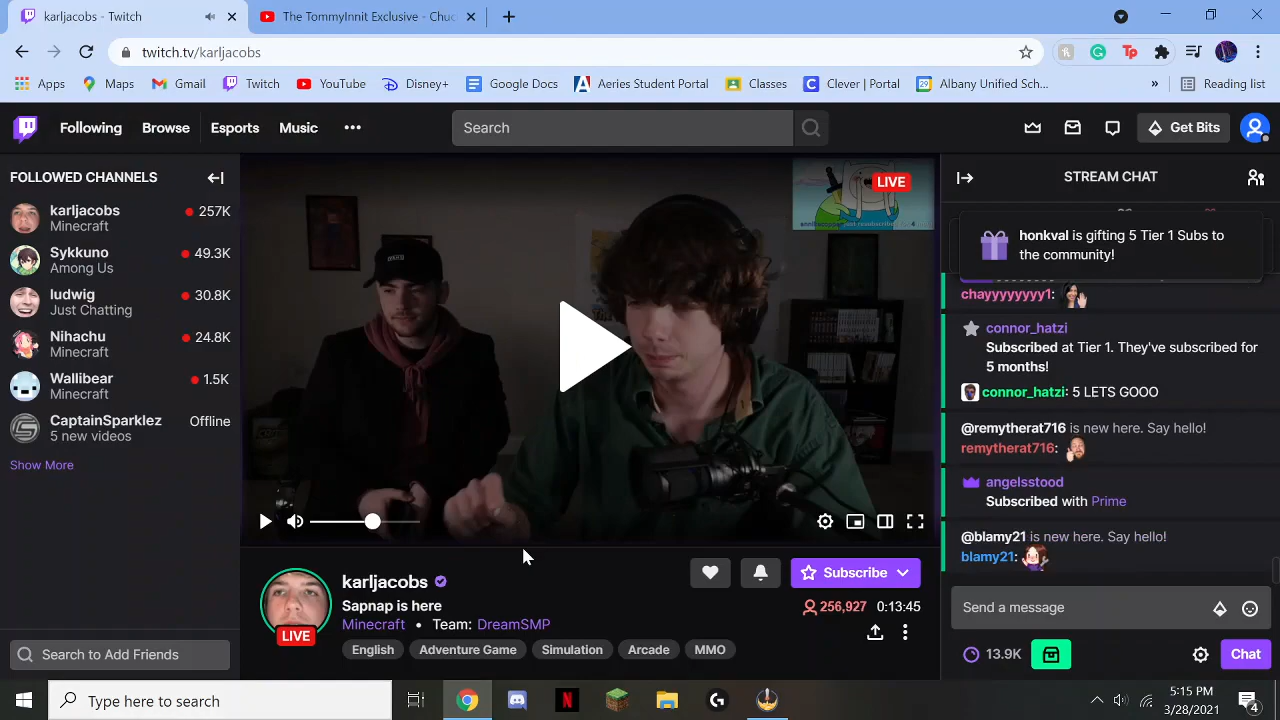 karljacobs - Twitch
The TommyInnit Exclusive - Chuc
twitch.tv/karljacobs
Apps
Maps
Gmail
Twitch
YouTube
Disney+
Google Docs
Aeries Student Portal
Classes
Clever | Portal
Albany Unified Sch...
»
Reading list
Following
Browse
Esports
Music
Search
Get Bits
FOLLOWED CHANNELS
karljacobs
257K
Minecraft
Sykkuno
49.3K
Among Us
ludwig
30.8K
Just Chatting
Nihachu
24.8K
Minecraft
Wallibear
1.5K
Minecraft
CaptainSparklez
Offline
5 new videos
Show More
Search to Add Friends
LIVE
karljacobs
Sapnap is here
Minecraft • Team: DreamSMP
LIVE
English
Adventure Game
Simulation
Arcade
MMO
Subscribe
256,927
0:13:45
STREAM CHAT
honkval is gifting 5 Tier 1 Subs to
the community!
chayyyyyyyy1:
connor_hatzi
Subscribed at Tier 1. They've subscribed for
5 months!
connor_hatzi: 5 LETS GOOO
@remytherat716 is new here. Say hello!
remytherat716:
angelsstood
Subscribed with Prime
@blamy21 is new here. Say hello!
blamy21:
Send a message
13.9K
Chat
Type here to search
5:15 PM
3/28/2021
4